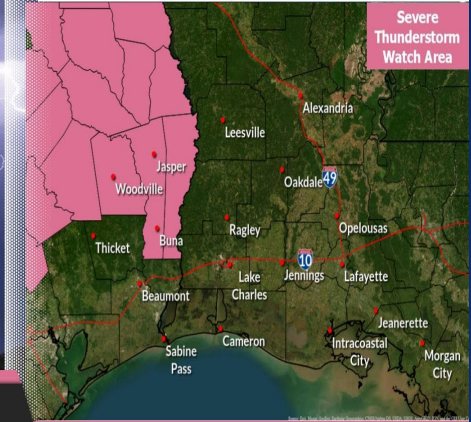 Severe
Thunderstorm
Watch Area
Alexandria
Leesville
Jasper
Oakdale
49
Woodville
Opelousas
Ragley
Buna
Thicket
10
Lake
Charles
Jennings
Lafayette
Beaumont
Jeanerette
Cameron
Intracoastal
City
Sabine
Pass
Morgan
City